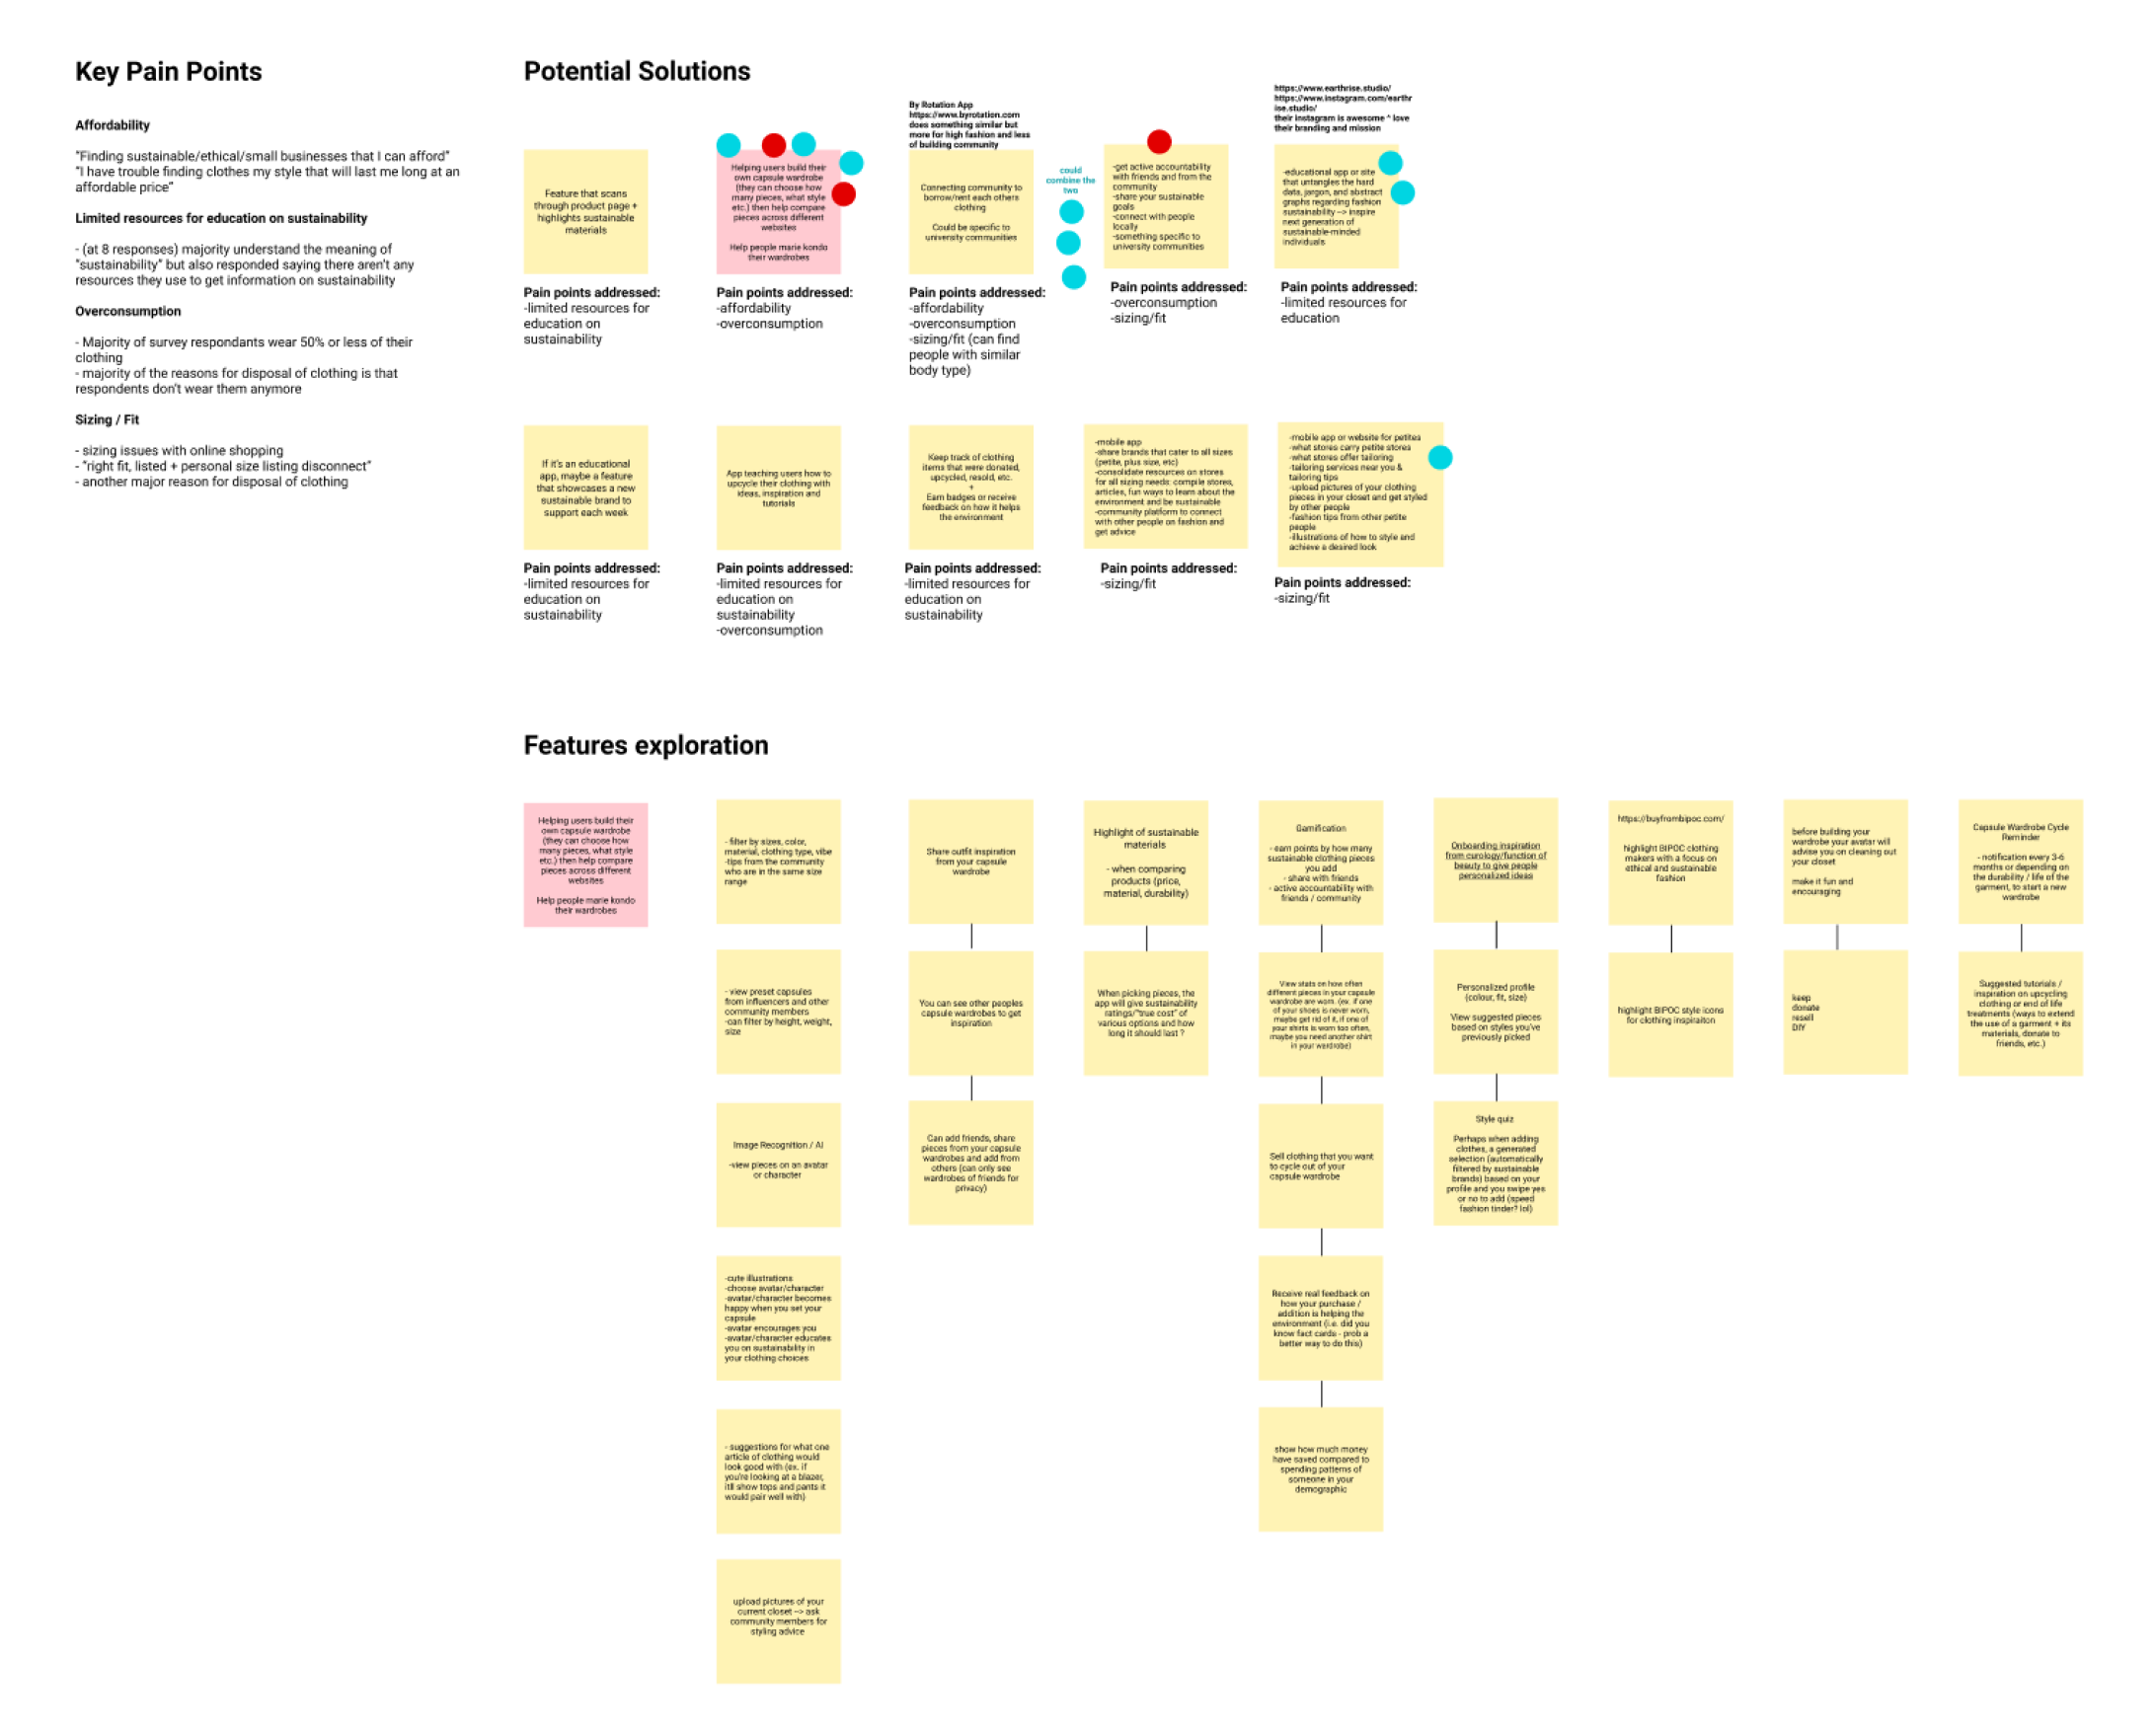 Key Pain Points
Affordability
"Finding sustainable/ethical/small businesses that I can afford"
"I have trouble finding clothes my style that will last me long at an
affordable price"
Limited resources for education on sustainability
- (at 8 responses) majority understand the meaning of
"sustainability" but also responded saying there aren't any
resources they use to get information on sustainability
Overconsumption
- Majority of survey respondants wear 50% or less of their
clothing
- majority of the reasons for disposal of clothing is that
respondents don't wear them anymore
Sizing / Fit
- sizing issues with online shopping
- "right fit, listed + personal size listing disconnect"
- another major reason for disposal of clothing
Potential Solutions
Feature that scans
through product page +
highlights sustainable
materials
Pain points addressed:
-limited resources for
education on
sustainability
Helping users build their
own capsule wardrobe
(they can choose how
many pieces, what style
etc.) then help compare
pieces across different
websites
Help people marie kondo
their wardrobes
Pain points addressed:
-affordability
-overconsumption
By Rotation App
https://www.byrotation.com
does something similar but
more for high fashion and less
of building community
Connecting community to
borrow/rent each others
clothing
Could be specific to
university communities
Pain points addressed:
-affordability
-overconsumption
-sizing/fit (can find
people with similar
body type)
could
combine the
two
-get active accountability
with friends and from the
community
-share your sustainable
goals
-connect with people
locally
-something specific to
university communities
Pain points addressed:
-overconsumption
-sizing/fit
https://www.earthrise.studio/
https://www.instagram.com/earthr
ise.studio/
their instagram is awesome ^ love
their branding and mission
-educational app or site
that untangles the hard
data, jargon, and abstract
graphs regarding fashion
sustainability --> inspire
next generation of
sustainable-minded
individuals
Pain points addressed:
-limited resources for
education
If it's an educational
app, maybe a feature
that showcases a new
sustainable brand to
support each week
Pain points addressed:
-limited resources for
education on
sustainability
App teaching users how to
upcycle their clothing with
ideas, inspiration and
tutorials
Pain points addressed:
-limited resources for
education on
sustainability
-overconsumption
Keep track of clothing
items that were donated,
upcycled, resold, etc.
+
Earn badges or receive
feedback on how it helps
the environment
Pain points addressed:
-limited resources for
education on
sustainability
-mobile app
-share brands that cater to all sizes
(petite, plus size, etc)
-consolidate resources on stores
for all sizing needs: compile stores,
articles, fun ways to learn about the
environment and be sustainable
-community platform to connect
with other people on fashion and
get advice
Pain points addressed:
-sizing/fit
-mobile app or website for petites
-what stores carry petite stores
-what stores offer tailoring
-tailoring services near you &
tailoring tips
-upload pictures of your clothing
pieces in your closet and get styled
by other people
-fashion tips from other petite
people
-illustrations of how to style and
achieve a desired look
Pain points addressed:
-sizing/fit
Features exploration
Helping users build their
own capsule wardrobe
(they can choose how
many pieces, what style
etc.) then help compare
pieces across different
websites
Help people marie kondo
their wardrobes
- filter by sizes, color,
material, clothing type, vibe
-tips from the community
who are in the same size
range
- view preset capsules
from influencers and other
community members
-can filter by height, weight,
size
Image Recognition / AI
-view pieces on an avatar
or character
-cute illustrations
-choose avatar/character
-avatar/character becomes
happy when you set your
capsule
-avatar encourages you
-avatar/character educates
you on sustainability in
your clothing choices
- suggestions for what one
article of clothing would
look good with (ex. if
you're looking at a blazer,
itll show tops and pants it
would pair well with)
upload pictures of your
current closet --> ask
community members for
styling advice
Share outfit inspiration
from your capsule
wardrobe
You can see other peoples
capsule wardrobes to get
inspiration
Can add friends, share
pieces from your capsule
wardrobes and add from
others (can only see
wardrobes of friends for
privacy)
Highlight of sustainable
materials
- when comparing
products (price,
material, durability)
When picking pieces, the
app will give sustainability
ratings/"true cost" of
various options and how
long it should last ?
Gamification
- earn points by how many
sustainable clothing pieces
you add
- share with friends
- active accountability with
friends / community
View stats on how often
different pieces in your capsule
wardrobe are worn. (ex. if one
of your shoes is never worn,
maybe get rid of it, if one of
your shirts is worn too often,
maybe you need another shirt
in your wardrobe)
Sell clothing that you want
to cycle out of your
capsule wardrobe
Receive real feedback on
how your purchase /
addition is helping the
environment (i.e. did you
know fact cards - prob a
better way to do this)
show how much money
have saved compared to
spending patterns of
someone in your
demographic
Onboarding inspiration
from curology/function of
beauty to give people
personalized ideas
Personalized profile
(colour, fit, size)
View suggested pieces
based on styles you've
previously picked
Style quiz
Perhaps when adding
clothes, a generated
selection (automatically
filtered by sustainable
brands) based on your
profile and you swipe yes
or no to add (speed
fashion tinder? lol)
https://buyfrombipoc.com/
highlight BIPOC clothing
makers with a focus on
ethical and sustainable
fashion
highlight BIPOC style icons
for clothing inspiraiton
before building your
wardrobe your avatar will
advise you on cleaning out
your closet
make it fun and
encouraging
keep
donate
resell
DIY
Capsule Wardrobe Cycle
Reminder
- notification every 3-6
months or depending on
the durability / life of the
garment, to start a new
wardrobe
Suggested tutorials /
inspiration on upcycling
clothing or end of life
treatments (ways to extend
the use of a garment + its
materials, donate to
friends, etc.)